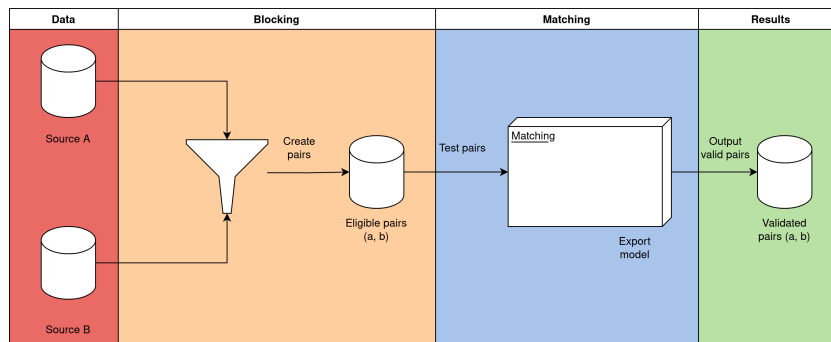 Data
Blocking
Matching
Results
Source A
Source B
Create
pairs
Eligible pairs
(a, b)
Test pairs
Matching
Export
model
Output
valid pairs
Validated
pairs (a, b)